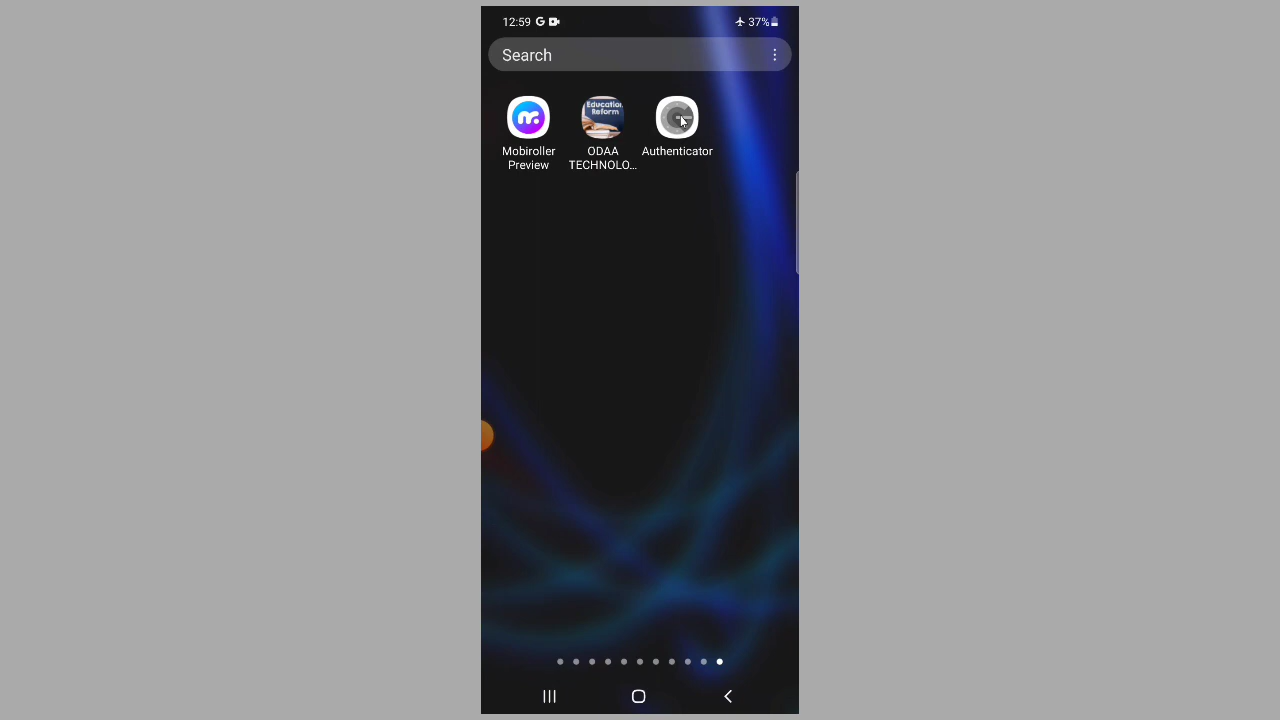 12:59
37%
Search
Education
Reform
Mobiroller
Preview
ODAA
TECHNOLO...
Authenticator